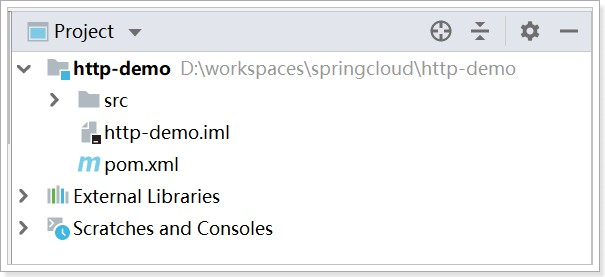 Project
http-demo D:\workspaces\springcloud\http-demo
src
http-demo.iml
pom.xml
External Libraries
Scratches and Consoles